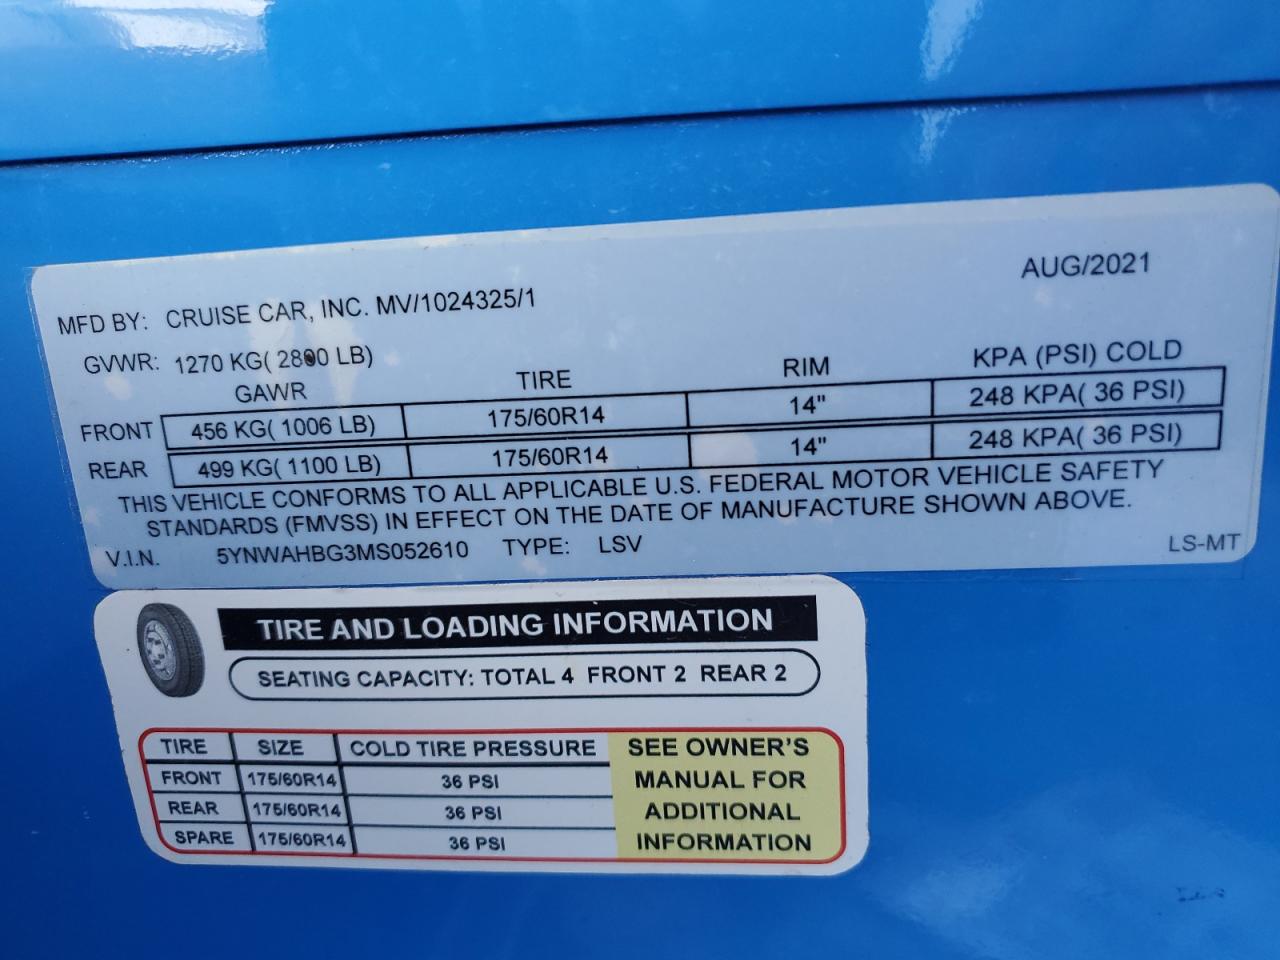 AUG/2021
MFD BY: CRUISE CAR, INC. MV/1024325/1
GVWR: 1270 KG( 2800 LB)
GAWR TIRE RIM KPA (PSI) COLD
FRONT 456 KG( 1006 LB) 175/60R14 14" 248 KPA( 36 PSI)
REAR 499 KG( 1100 LB) 175/60R14 14" 248 KPA( 36 PSI)
THIS VEHICLE CONFORMS TO ALL APPLICABLE U.S. FEDERAL MOTOR VEHICLE SAFETY
STANDARDS (FMVSS) IN EFFECT ON THE DATE OF MANUFACTURE SHOWN ABOVE.
V.I.N. 5YNWAHBG3MS052610 TYPE: LSV LS-MT
TIRE AND LOADING INFORMATION
SEATING CAPACITY: TOTAL 4 FRONT 2 REAR 2
TIRE SIZE COLD TIRE PRESSURE SEE OWNER'S
FRONT 175/60R14 36 PSI MANUAL FOR
REAR 175/60R14 36 PSI ADDITIONAL
SPARE 175/60R14 36 PSI INFORMATION